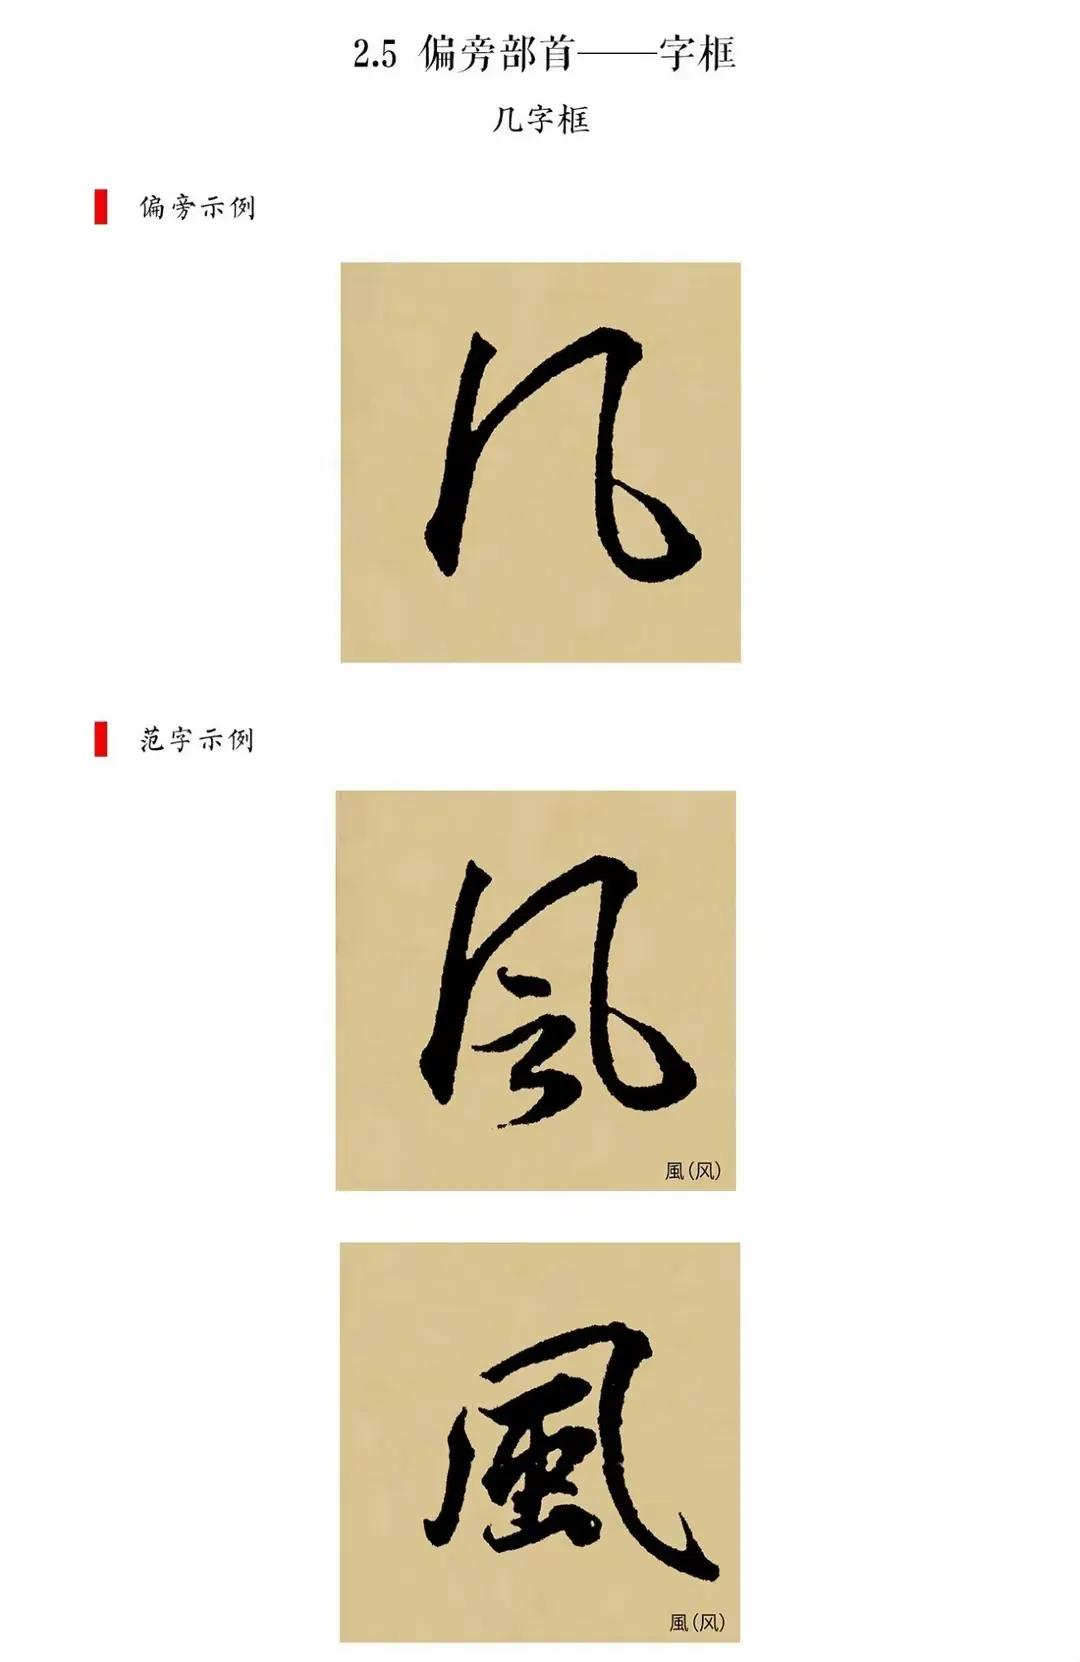 2.5 偏旁部首——字框
几字框
偏旁示例
几
范字示例
風
風(风)
風
風(风)